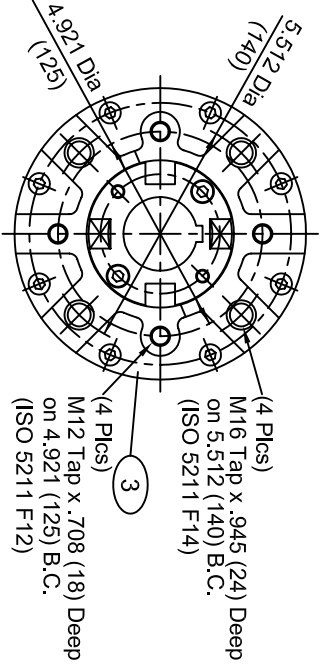 5.512 Dia
(140)
4.921 Dia
(125)
(4 Plcs)
M16 Tap x .945 (24) Deep
on 5.512 (140) B.C.
(ISO 5211 F14)
3
(4 Plcs)
M12 Tap x .708 (18) Deep
on 4.921 (125) B.C.
(ISO 5211 F12)